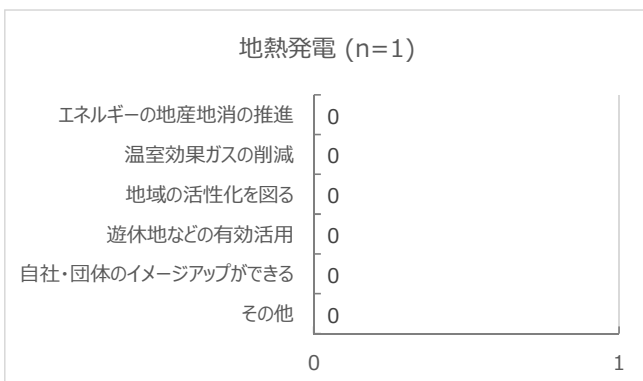 地熱発電 (n=1)
エネルギーの地産地消の推進 0
温室効果ガスの削減 0
地域の活性化を図る 0
遊休地などの有効活用 0
自社・団体のイメージアップができる 0
その他 0
0 1